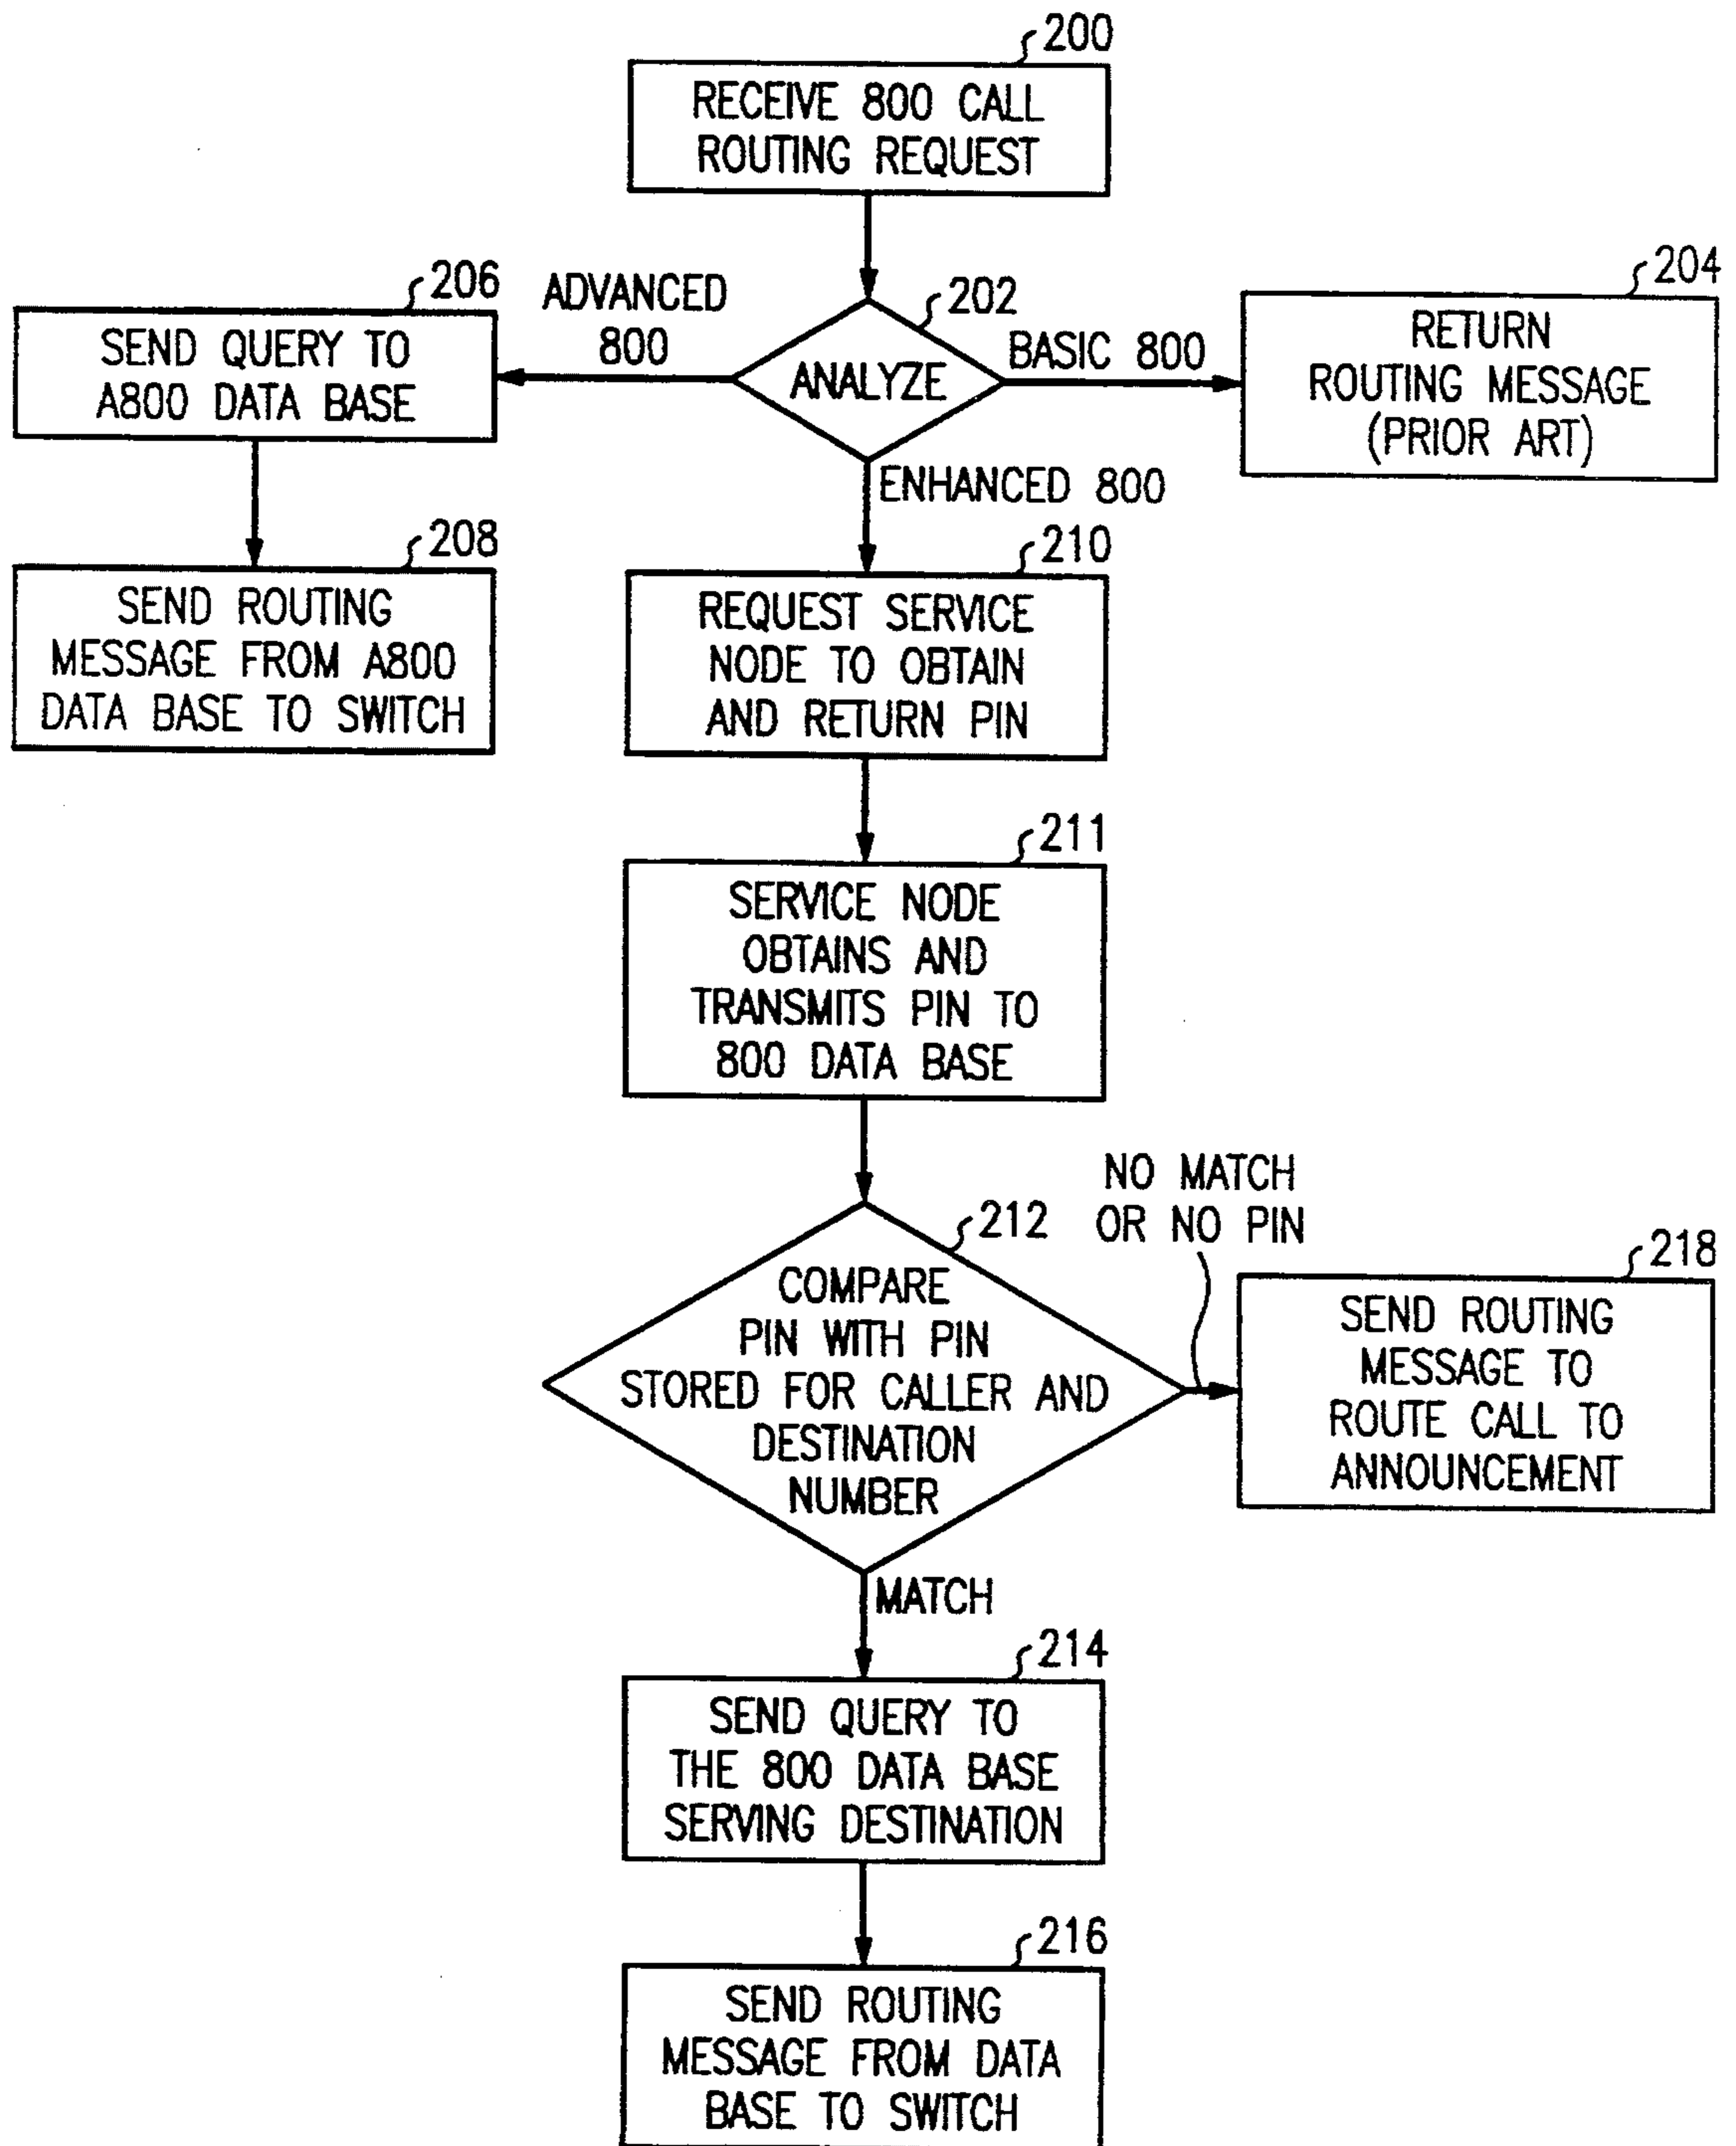 200
RECEIVE 800 CALL
ROUTING REQUEST
206
ADVANCED
800
202
ANALYZE
BASIC 800
204
RETURN
ROUTING MESSAGE
(PRIOR ART)
SEND QUERY TO
A800 DATA BASE
ENHANCED 800
208
SEND ROUTING
MESSAGE FROM A800
DATA BASE TO SWITCH
210
REQUEST SERVICE
NODE TO OBTAIN
AND RETURN PIN
211
SERVICE NODE
OBTAINS AND
TRANSMITS PIN TO
800 DATA BASE
212
COMPARE
PIN WITH PIN
STORED FOR CALLER AND
DESTINATION
NUMBER
NO MATCH
OR NO PIN
218
SEND ROUTING
MESSAGE TO
ROUTE CALL TO
ANNOUNCEMENT
MATCH
214
SEND QUERY TO
THE 800 DATA BASE
SERVING DESTINATION
216
SEND ROUTING
MESSAGE FROM DATA
BASE TO SWITCH